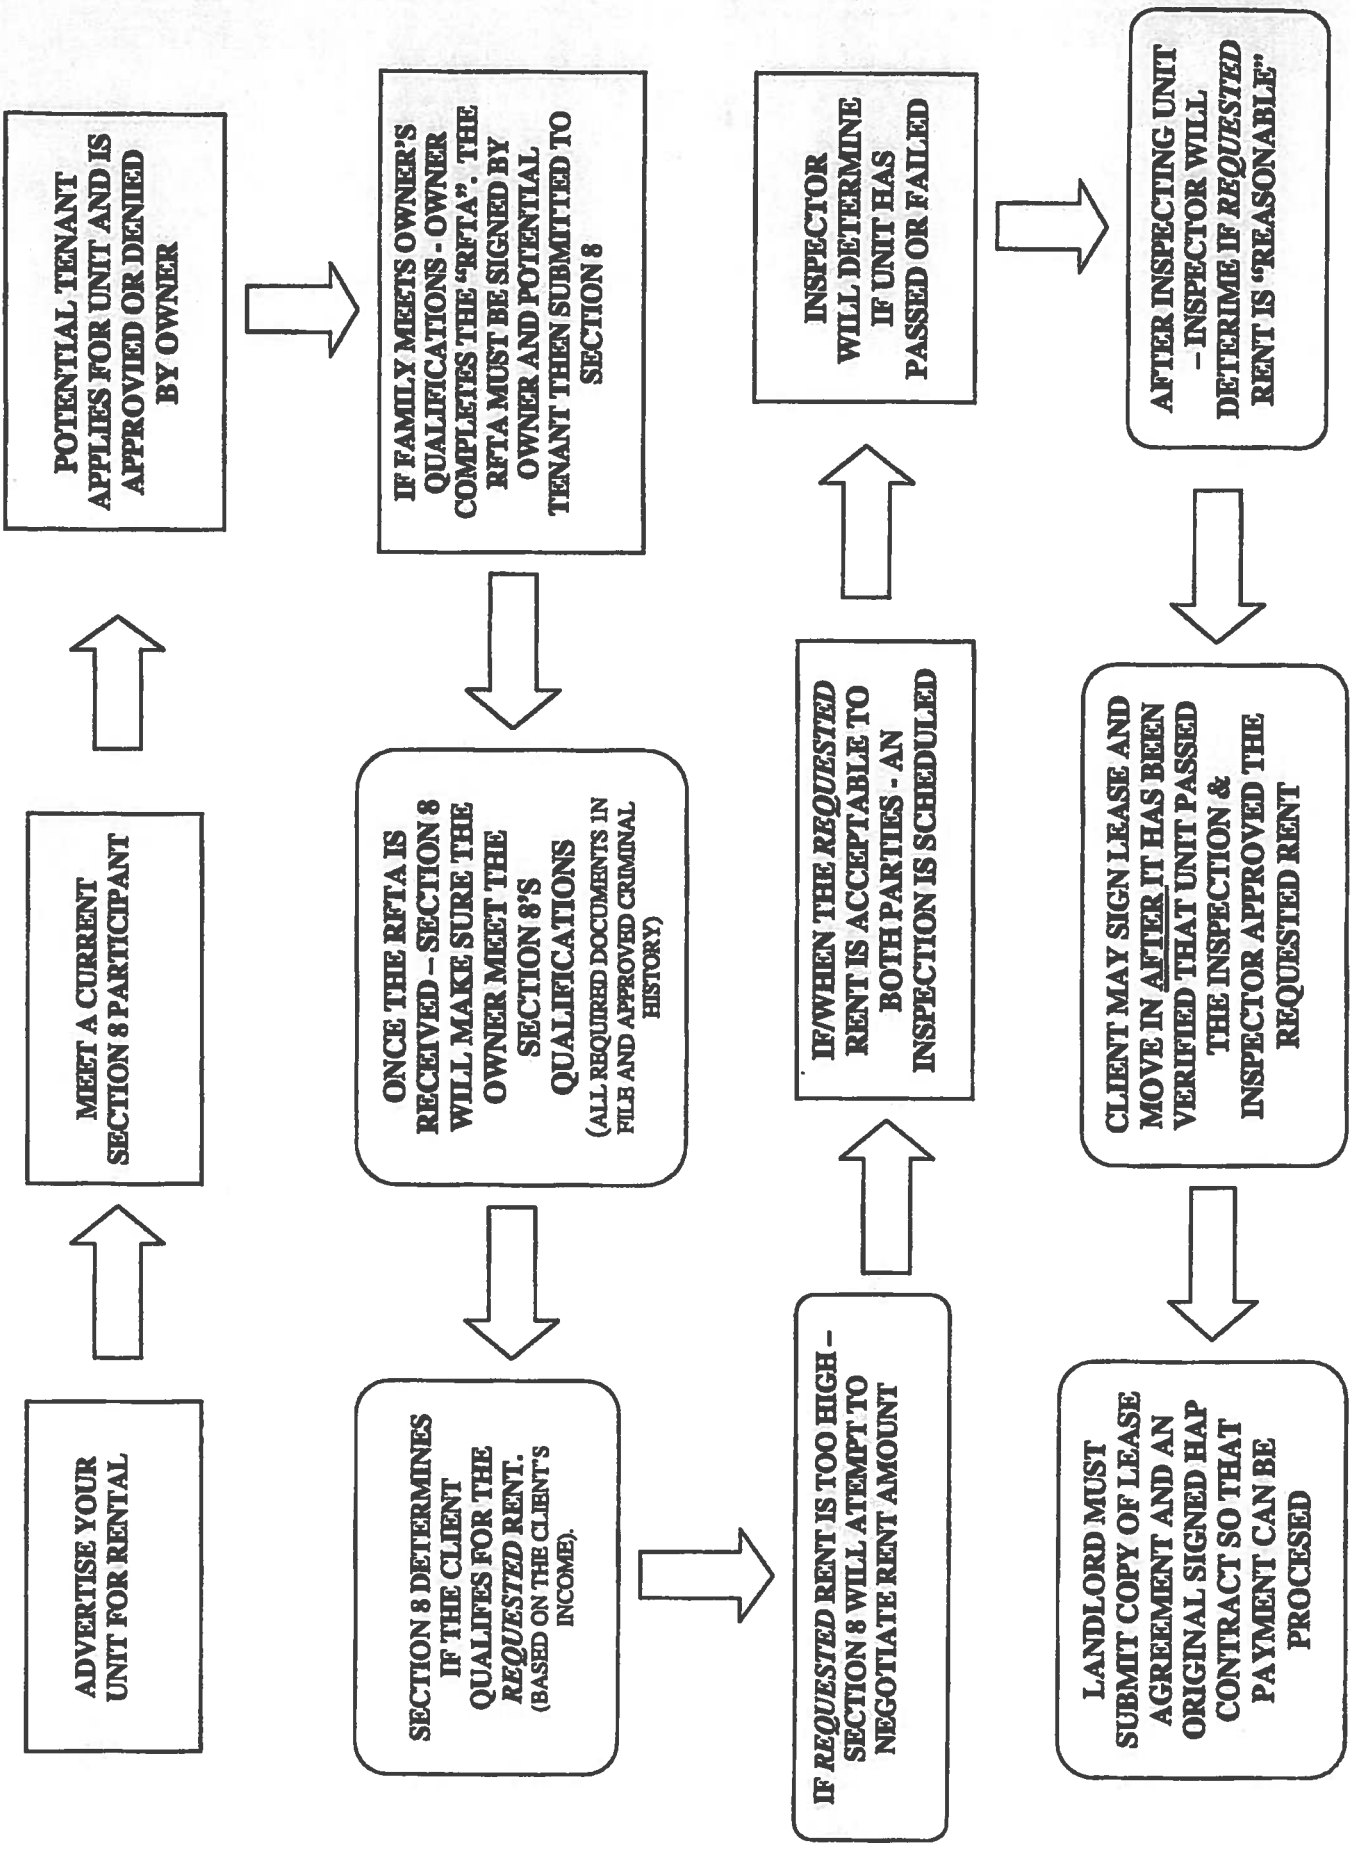 ADVERTISE YOUR
UNIT FOR RENTAL
MEET A CURRENT
SECTION 8 PARTICIPANT
POTENTIAL TENANT
APPLIES FOR UNIT AND IS
APPROVED OR DENIED
BY OWNER
IF FAMILY MEETS OWNER'S
QUALIFICATIONS - OWNER
COMPLETES THE "RFTA". THE
RFTA MUST BE SIGNED BY
OWNER AND POTENTIAL
TENANT THEN SUBMITTED TO
SECTION 8
ONCE THE RFTA IS
RECEIVED – SECTION 8
WILL MAKE SURE THE
OWNER MEET THE
SECTION 8'S
QUALIFICATIONS
(ALL REQUIRED DOCUMENTS IN
FILE AND APPROVED CRIMINAL
HISTORY)
SECTION 8 DETERMINES
IF THE CLIENT
QUALIFES FOR THE
REQUESTED RENT.
(BASED ON THE CLIENT'S
INCOME).
IF REQUESTED RENT IS TOO HIGH –
SECTION 8 WILL ATEMPT TO
NEGOTIATE RENT AMOUNT
IF/WHEN THE REQUESTED
RENT IS ACCEPTABLE TO
BOTH PARTIES - AN
INSPECTION IS SCHEDULED
INSPECTOR
WILL DETERMINE
IF UNIT HAS
PASSED OR FAILED
AFTER INSPECTING UNIT
– INSPECTOR WILL
DETERIME IF REQUESTED
RENT IS "REASONABLE"
CLIENT MAY SIGN LEASE AND
MOVE IN AFTER IT HAS BEEN
VERIFIED THAT UNIT PASSED
THE INSPECTION &
INSPECTOR APPROVED THE
REQUESTED RENT
LANDLORD MUST
SUBMIT COPY OF LEASE
AGREEMENT AND AN
ORIGINAL SIGNED HAP
CONTRACT SO THAT
PAYMENT CAN BE
PROCESED